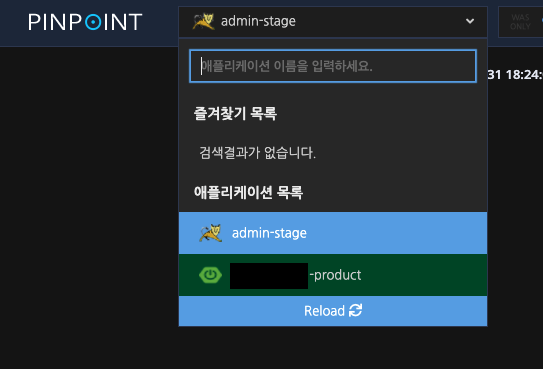 PINPOINT
admin-stage
WAS
ONLY
애플리케이션 이름을 입력하세요.
31 18:24:
즐겨찾기 목록
검색결과가 없습니다.
애플리케이션 목록
admin-stage
-product
Reload